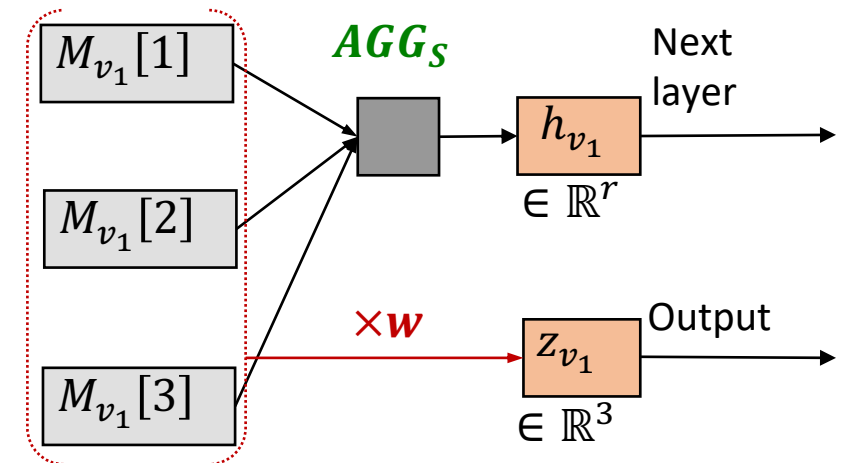 M_{v_1}[1]
AGG_S
Next
layer
h_{v_1}
∈ ℝ^r
M_{v_1}[2]
×w
z_{v_1}
Output
∈ ℝ^3
M_{v_1}[3]